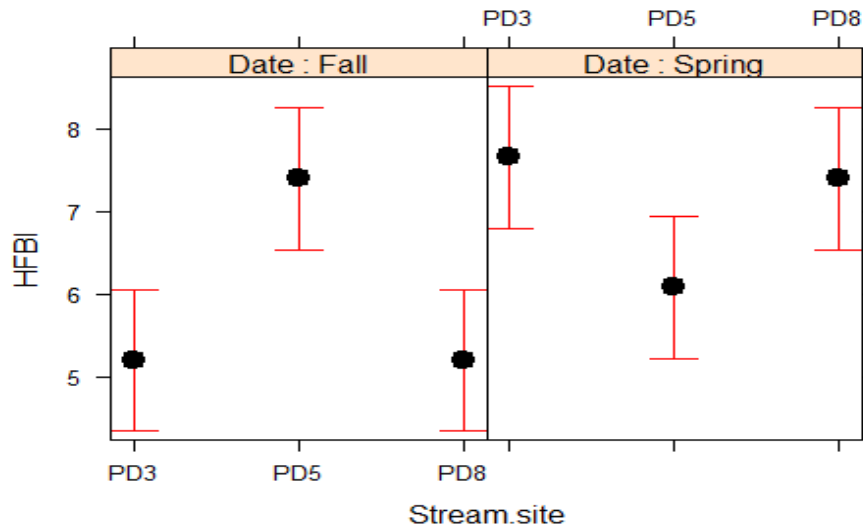 PD3 PD5 PD8
Date : Fall Date : Spring
8
7
6
5
HFBI
PD3 PD5 PD8
Stream.site